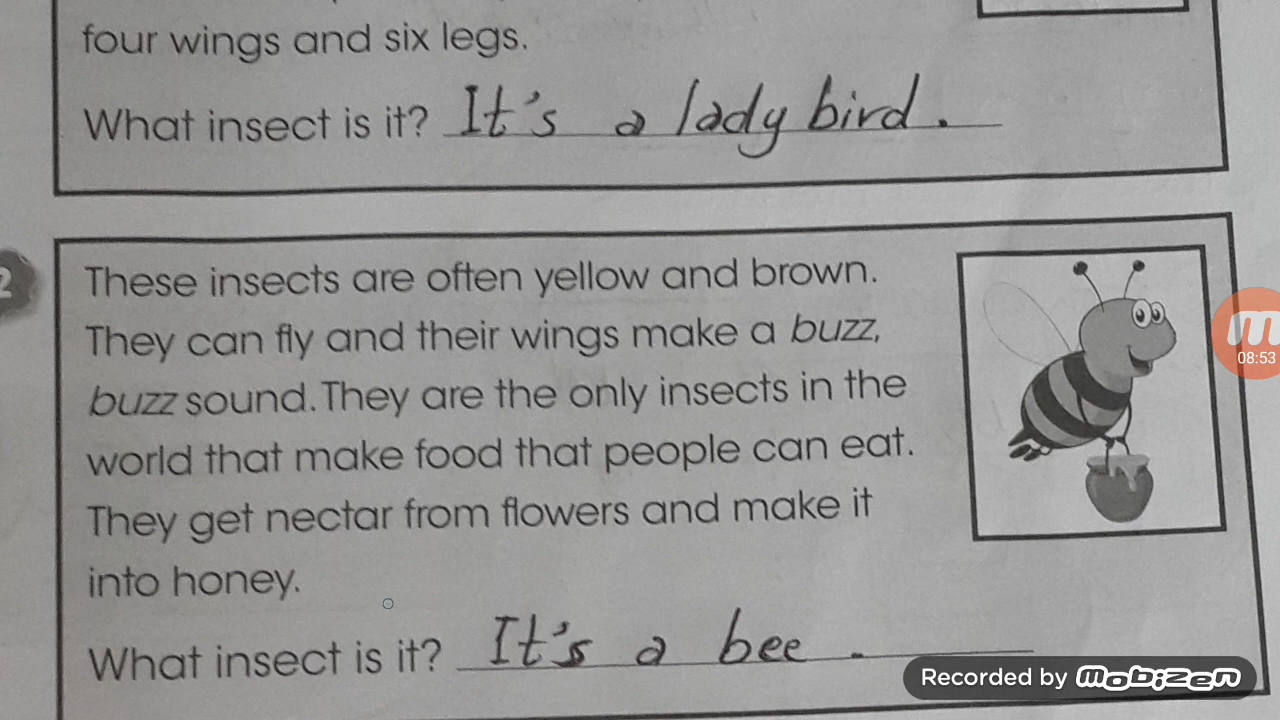 four wings and six legs.
What insect is it? It's a lady bird.
2
These insects are often yellow and brown.
They can fly and their wings make a buzz,
buzz sound. They are the only insects in the
world that make food that people can eat.
They get nectar from flowers and make it
into honey.
What insect is it? It's a bee.
08:53
Recorded by mobizen